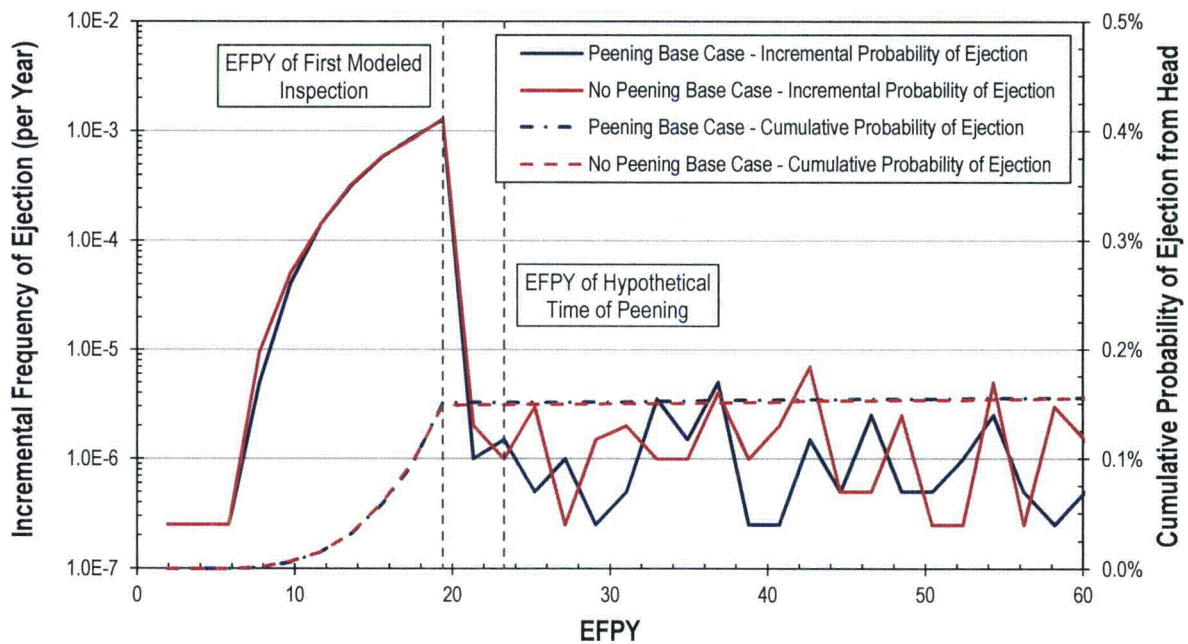 Incremental Frequency of Ejection (per Year)
1.0E-2
1.0E-3
1.0E-4
1.0E-5
1.0E-6
1.0E-7
EFPY of First Modeled
Inspection
Peening Base Case - Incremental Probability of Ejection
No Peening Base Case - Incremental Probability of Ejection
Peening Base Case - Cumulative Probability of Ejection
No Peening Base Case - Cumulative Probability of Ejection
EFPY of Hypothetical
Time of Peening
0.5%
0.4%
0.3%
0.2%
0.1%
0.0%
Cumulative Probability of Ejection from Head
0
10
20
30
40
50
60
EFPY